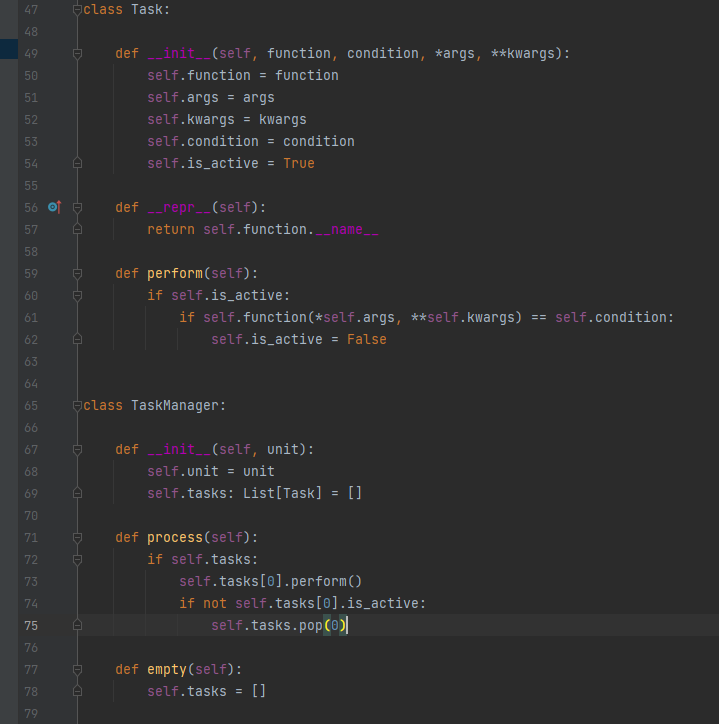 47 class Task:
48
49     def __init__(self, function, condition, *args, **kwargs):
50         self.function = function
51         self.args = args
52         self.kwargs = kwargs
53         self.condition = condition
54         self.is_active = True
55
56     def __repr__(self):
57         return self.function.__name__
58
59     def perform(self):
60         if self.is_active:
61             if self.function(*self.args, **self.kwargs) == self.condition:
62                 self.is_active = False
63
64
65 class TaskManager:
66
67     def __init__(self, unit):
68         self.unit = unit
69         self.tasks: List[Task] = []
70
71     def process(self):
72         if self.tasks:
73             self.tasks[0].perform()
74             if not self.tasks[0].is_active:
75                 self.tasks.pop(0)
76
77     def empty(self):
78         self.tasks = []
79